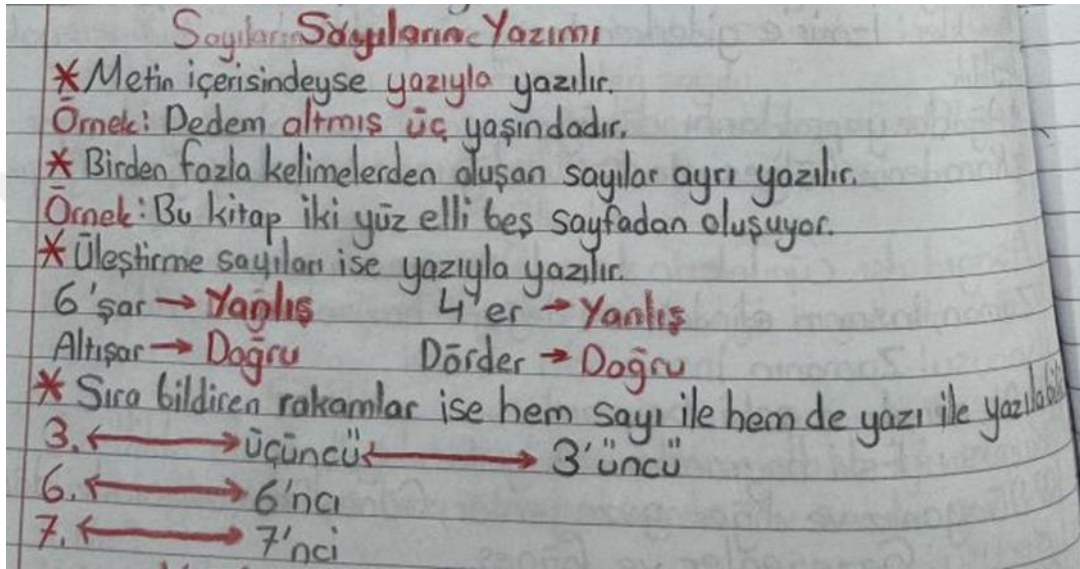 Sayıların Sayıların Yazımı
* Metin içerisindeyse yazıyla yazılır.
Örnek: Dedem altmış üç yaşındadır.
* Birden fazla kelimelerden oluşan sayılar ayrı yazılır.
Örnek: Bu kitap iki yüz elli beş sayfadan oluşuyor.
* Üleştirme sayıları ise yazıyla yazılır.
6'şar → Yanlış 4'er → Yanlış
Altışar → Doğru Dörder → Doğru
* Sıra bildiren rakamlar ise hem sayı ile hem de yazı ile yazılabilir
3. ↔ üçüncü ↔ 3'üncü
6. ↔ 6'ncı
7. ↔ 7'nci